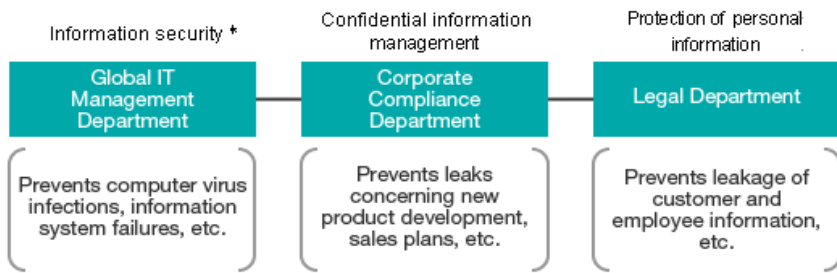 Information security *
Global IT
Management
Department
Prevents computer virus
infections, information
system failures, etc.
Confidential information
management
Corporate
Compliance
Department
Prevents leaks
concerning new
product development,
sales plans, etc.
Protection of personal
information
Legal Department
Prevents leakage of
customer and
employee information,
etc.